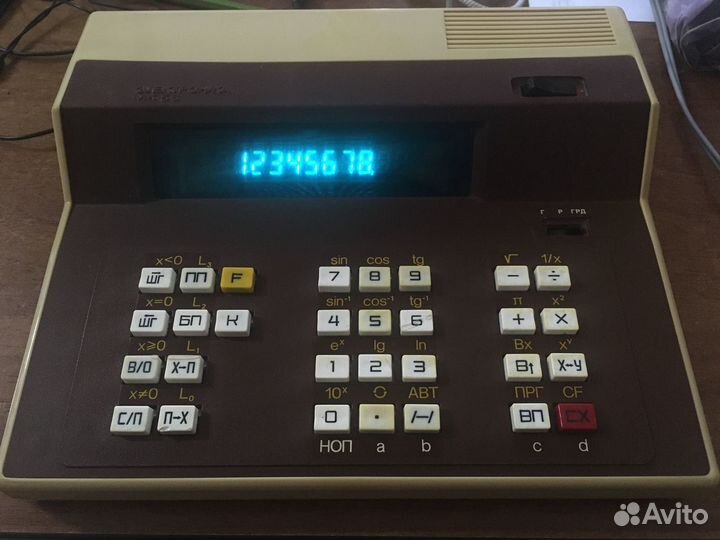 ЭЛЕКТРОНИКА
12345678.
Г Р ГРД
x<0 L₃ sin cos tg √ 1/x
ШГ ПП F 7 8 9 − ÷
x=0 L₂ sin⁻¹ cos⁻¹ tg⁻¹ π x²
ШГ БП К 4 5 6 + X
x⩾0 L₁ eˣ lg ln Вх xʸ
В/О X→П 1 2 3 В↑ X↔У
x≠0 L₀ 10ˣ АВТ ПРГ CF
С/П П→X 0 · /−/ ВП СХ
НОП a b c d
Avito